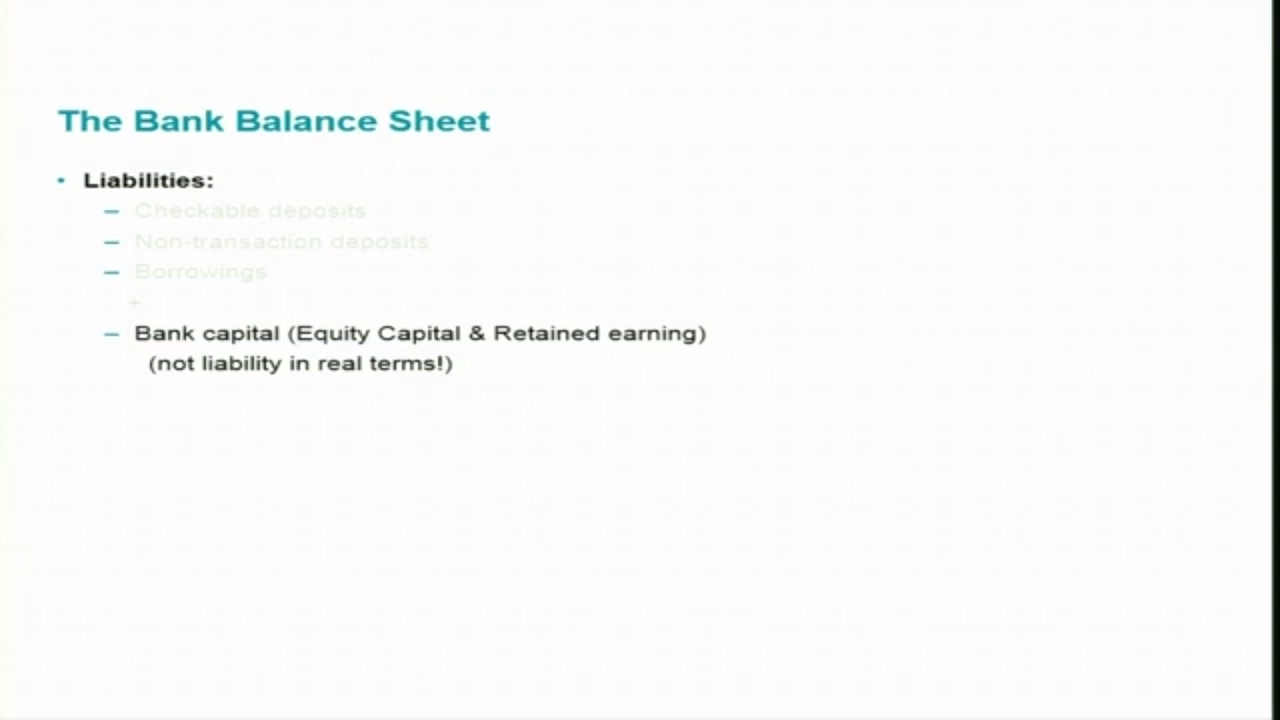 The Bank Balance Sheet
• Liabilities:
– Checkable deposits
– Non-transaction deposits
– Borrowings
+
– Bank capital (Equity Capital & Retained earning)
(not liability in real terms!)